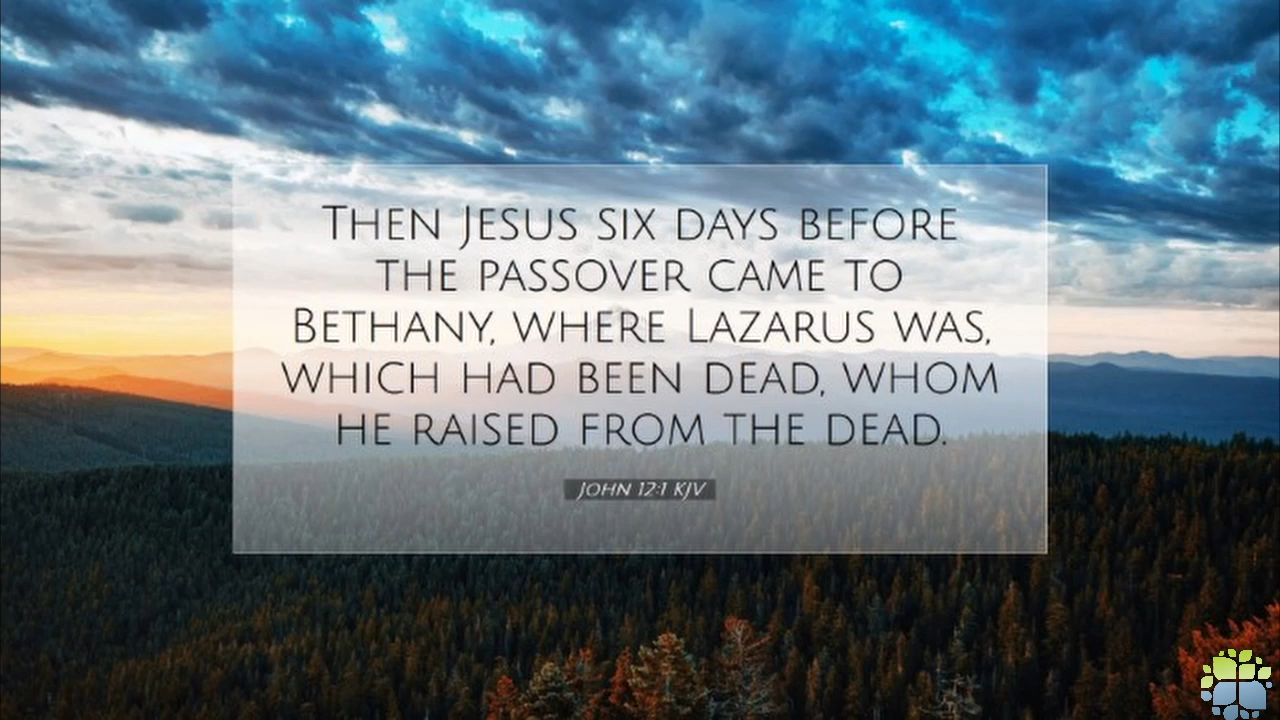 Then Jesus six days before
the passover came to
Bethany, where Lazarus was,
which had been dead, whom
he raised from the dead.
John 12:1 KJV